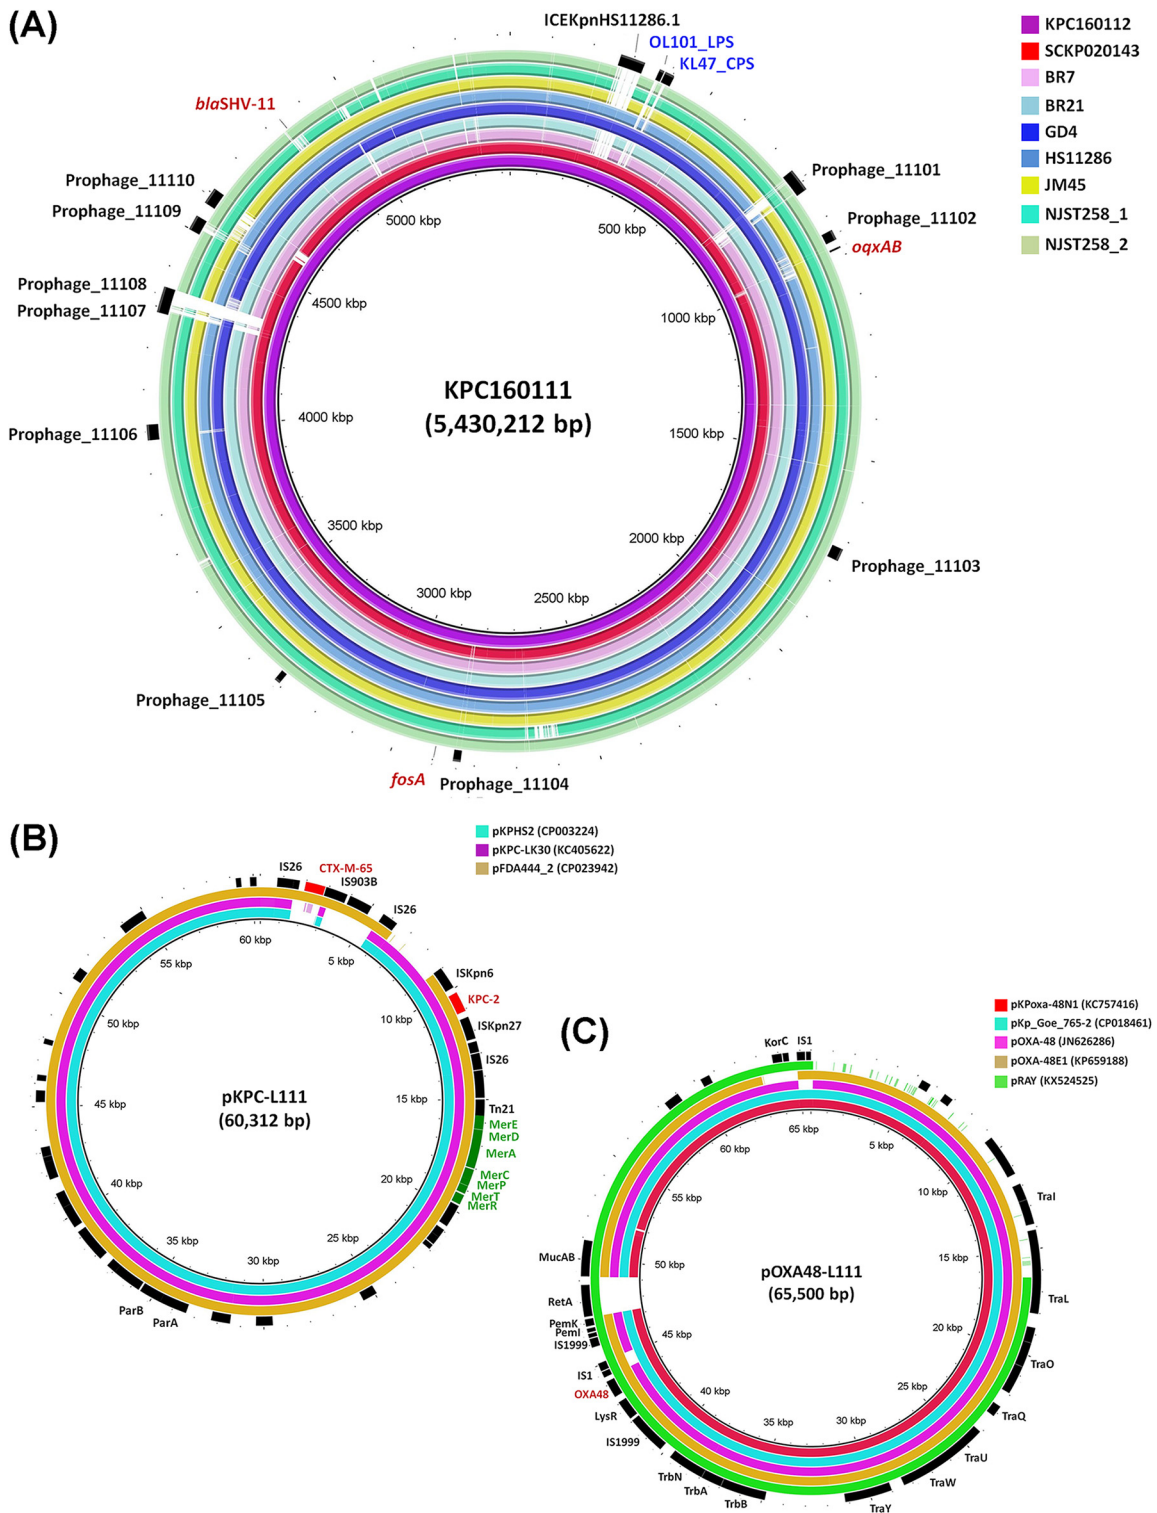 (A)
ICEKpnHS11286.1
OL101_LPS
KL47_CPS
blaSHV-11
Prophage_11110
Prophage_11109
Prophage_11108
Prophage_11107
Prophage_11106
Prophage_11105
fosA
Prophage_11104
Prophage_11103
Prophage_11101
Prophage_11102
oqxAB
5000 kbp
500 kbp
4500 kbp
1000 kbp
4000 kbp
1500 kbp
3500 kbp
2000 kbp
3000 kbp
2500 kbp
KPC160111
(5,430,212 bp)
KPC160112
SCKP020143
BR7
BR21
GD4
HS11286
JM45
NJST258_1
NJST258_2
(B)
pKPHS2 (CP003224)
pKPC-LK30 (KC405622)
pFDA444_2 (CP023942)
IS26
CTX-M-65
IS903B
IS26
ISKpn6
KPC-2
ISKpn27
IS26
Tn21
MerE
MerD
MerA
MerC
MerP
MerT
MerR
ParB
ParA
60 kbp
5 kbp
55 kbp
10 kbp
50 kbp
15 kbp
45 kbp
20 kbp
40 kbp
25 kbp
35 kbp
30 kbp
pKPC-L111
(60,312 bp)
(C)
pKPoxa-48N1 (KC757416)
pKp_Goe_765-2 (CP018461)
pOXA-48 (JN626286)
pOXA-48E1 (KP659188)
pRAY (KX524525)
KorC
IS1
TraI
TraL
TraO
TraQ
TraU
TraW
TraY
TrbB
TrbA
TrbN
IS1999
LysR
OXA48
IS1
IS1999
PemI
PemK
RetA
MucAB
65 kbp
5 kbp
60 kbp
10 kbp
55 kbp
15 kbp
50 kbp
20 kbp
45 kbp
25 kbp
40 kbp
30 kbp
35 kbp
pOXA48-L111
(65,500 bp)